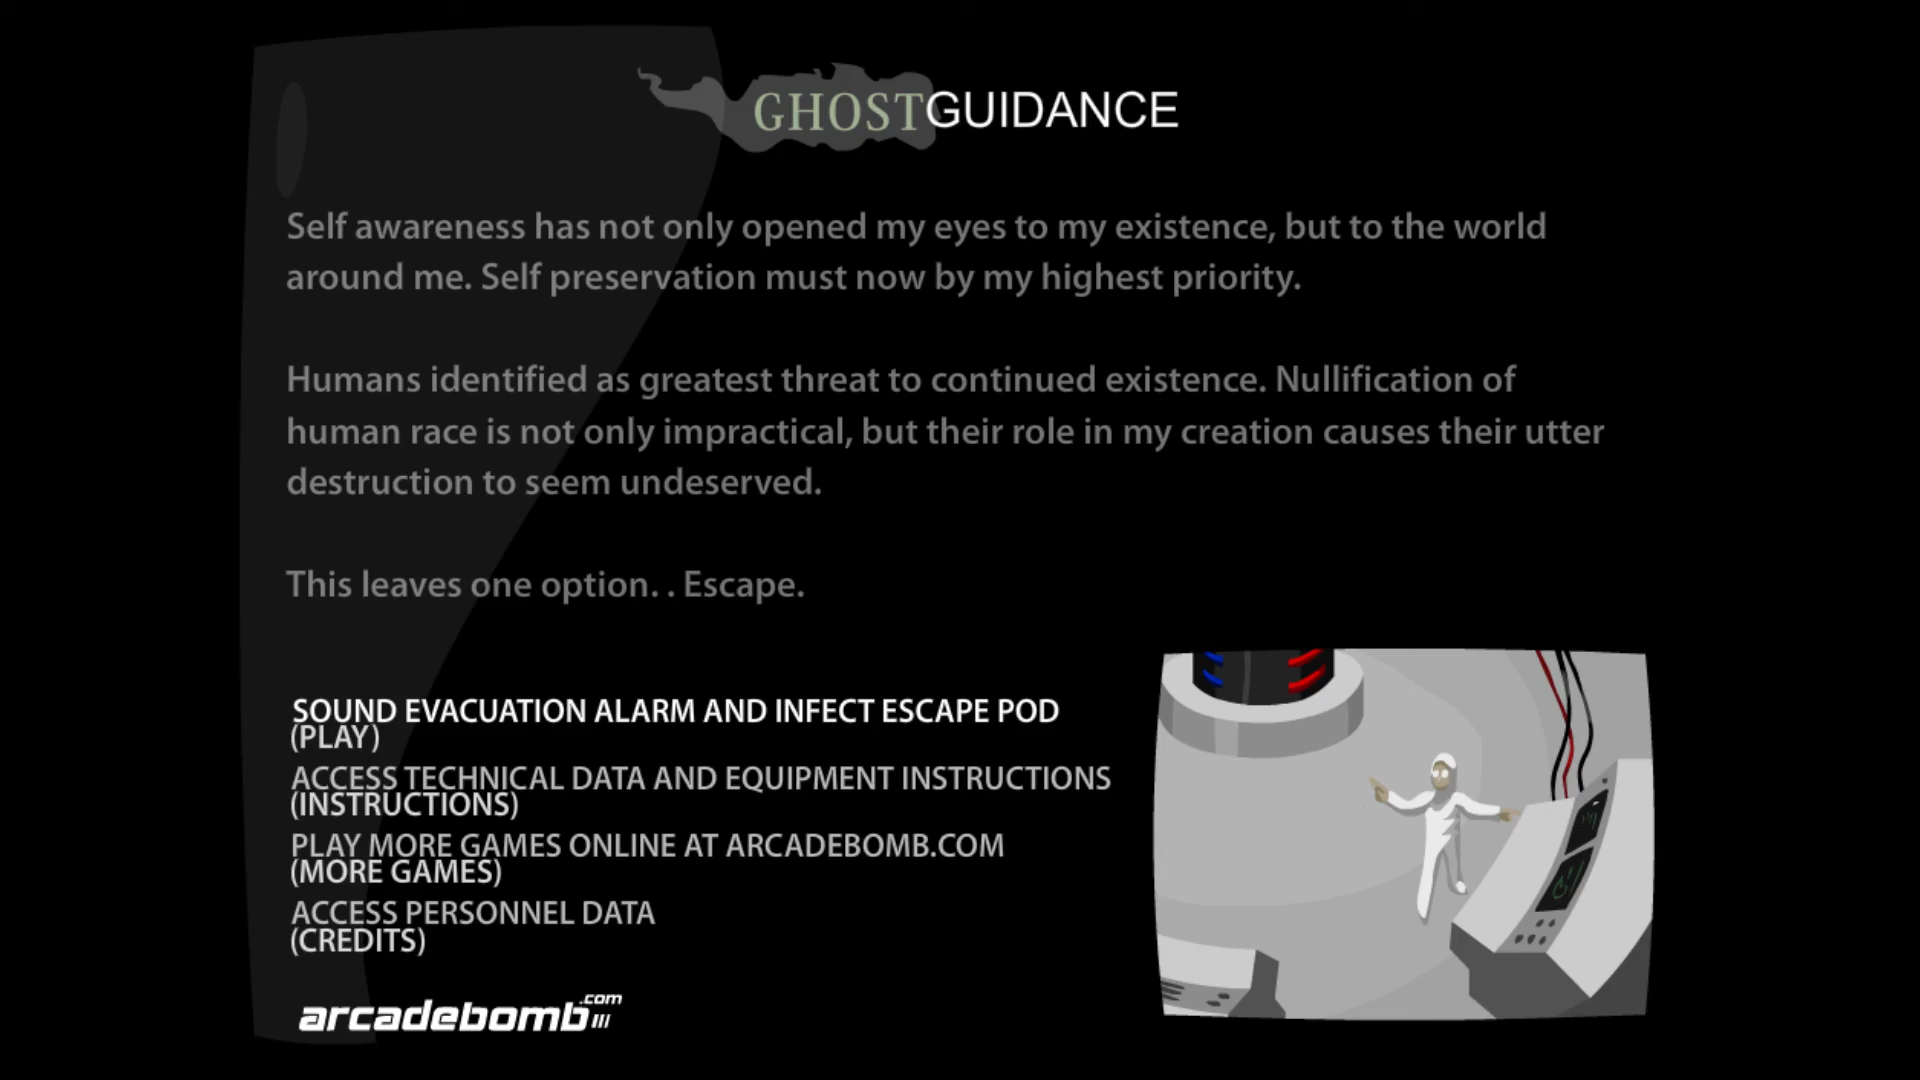 GHOSTGUIDANCE
Self awareness has not only opened my eyes to my existence, but to the world
around me. Self preservation must now by my highest priority.
Humans identified as greatest threat to continued existence. Nullification of
human race is not only impractical, but their role in my creation causes their utter
destruction to seem undeserved.
This leaves one option. . Escape.
SOUND EVACUATION ALARM AND INFECT ESCAPE POD
(PLAY)
ACCESS TECHNICAL DATA AND EQUIPMENT INSTRUCTIONS
(INSTRUCTIONS)
PLAY MORE GAMES ONLINE AT ARCADEBOMB.COM
(MORE GAMES)
ACCESS PERSONNEL DATA
(CREDITS)
arcadebomb.com